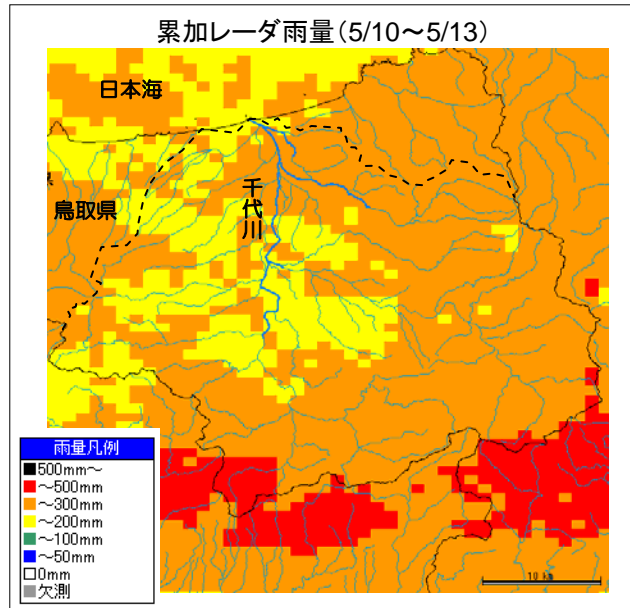 累加レーダ雨量(5/10～5/13)
日本海
鳥取県
千代川
雨量凡例
500mm～
～500mm
～300mm
～200mm
～100mm
～50mm
0mm
欠測
10 km